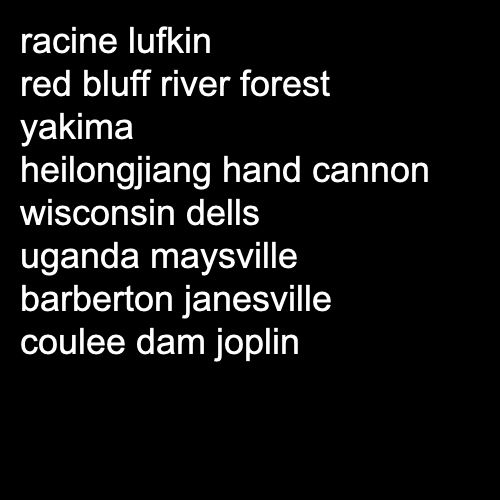 racine lufkin
red bluff river forest
yakima
heilongjiang hand cannon
wisconsin dells
uganda maysville
barberton janesville
coulee dam joplin